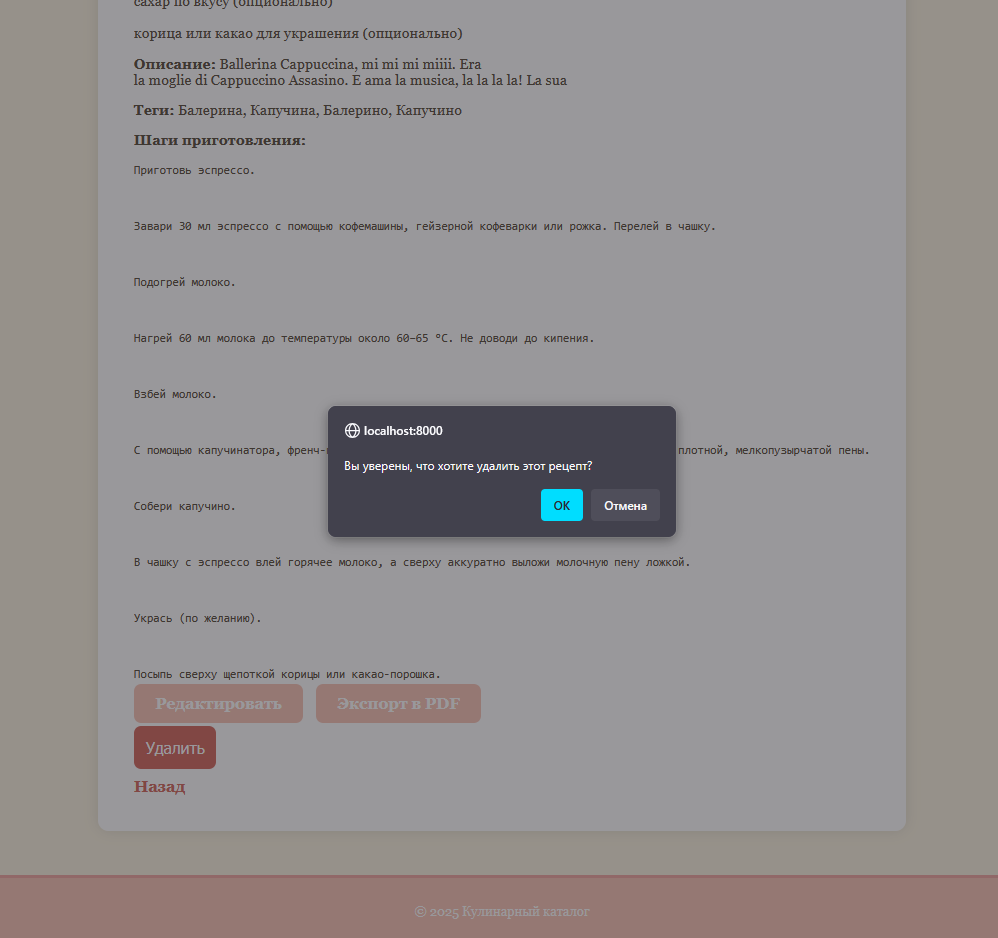 сахар по вкусу (опционально)
корица или какао для украшения (опционально)
Описание: Ballerina Cappuccina, mi mi mi miiii. Era
la moglie di Cappuccino Assasino. E ama la musica, la la la la! La sua
Теги: Балерина, Капучина, Балерино, Капучино
Шаги приготовления:
Приготовь эспрессо.
Завари 30 мл эспрессо с помощью кофемашины, гейзерной кофеварки или рожка. Перелей в чашку.
Подогрей молоко.
Нагрей 60 мл молока до температуры около 60–65 °C. Не доводи до кипения.
Взбей молоко.
С помощью капучинатора, френч- плотной, мелкопузырчатой пены.
localhost:8000
Вы уверены, что хотите удалить этот рецепт?
ОК
Отмена
Собери капучино.
В чашку с эспрессо влей горячее молоко, а сверху аккуратно выложи молочную пену ложкой.
Укрась (по желанию).
Посыпь сверху щепоткой корицы или какао-порошка.
Редактировать
Экспорт в PDF
Удалить
Назад
© 2025 Кулинарный каталог